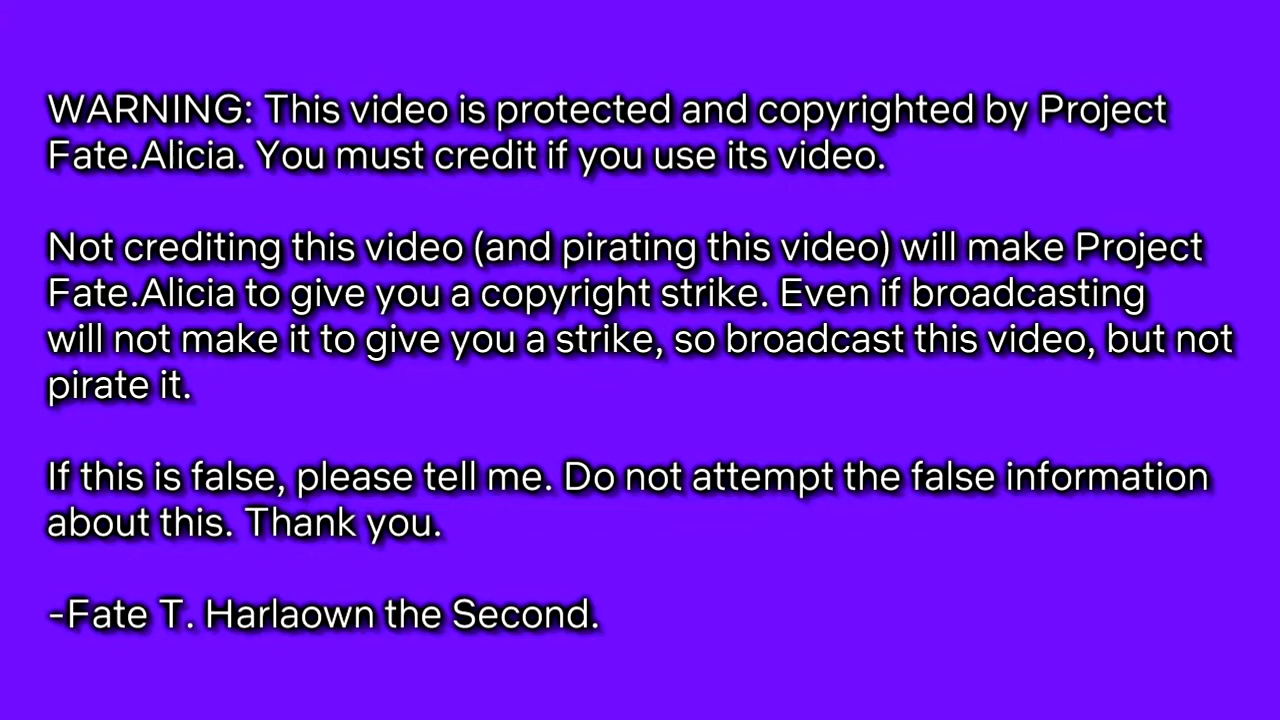 WARNING: This video is protected and copyrighted by Project
Fate.Alicia. You must credit if you use its video.
Not crediting this video (and pirating this video) will make Project
Fate.Alicia to give you a copyright strike. Even if broadcasting
will not make it to give you a strike, so broadcast this video, but not
pirate it.
If this is false, please tell me. Do not attempt the false information
about this. Thank you.
-Fate T. Harlaown the Second.